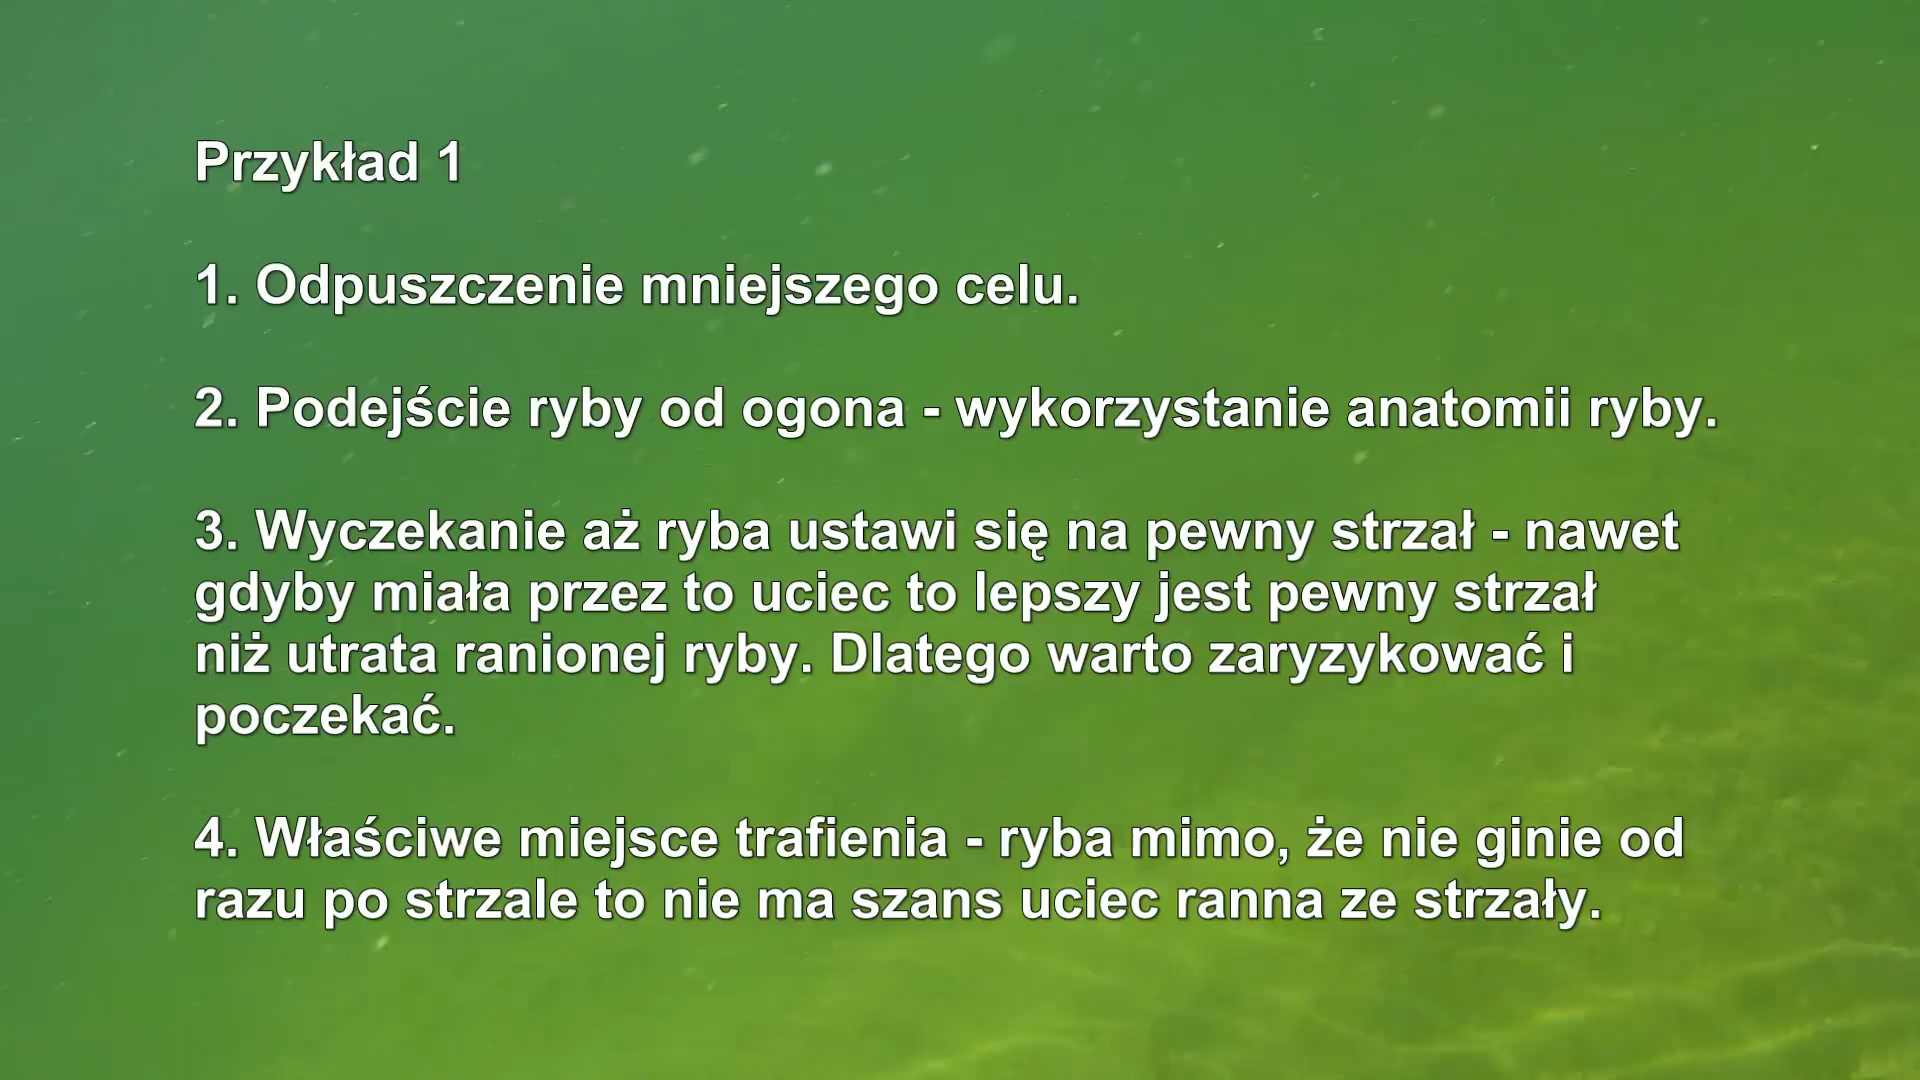 Przykład 1
1. Odpuszczenie mniejszego celu.
2. Podejście ryby od ogona - wykorzystanie anatomii ryby.
3. Wyczekanie aż ryba ustawi się na pewny strzał - nawet
gdyby miała przez to uciec to lepszy jest pewny strzał
niż utrata ranionej ryby. Dlatego warto zaryzykować i
poczekać.
4. Właściwe miejsce trafienia - ryba mimo, że nie ginie od
razu po strzale to nie ma szans uciec ranna ze strzały.